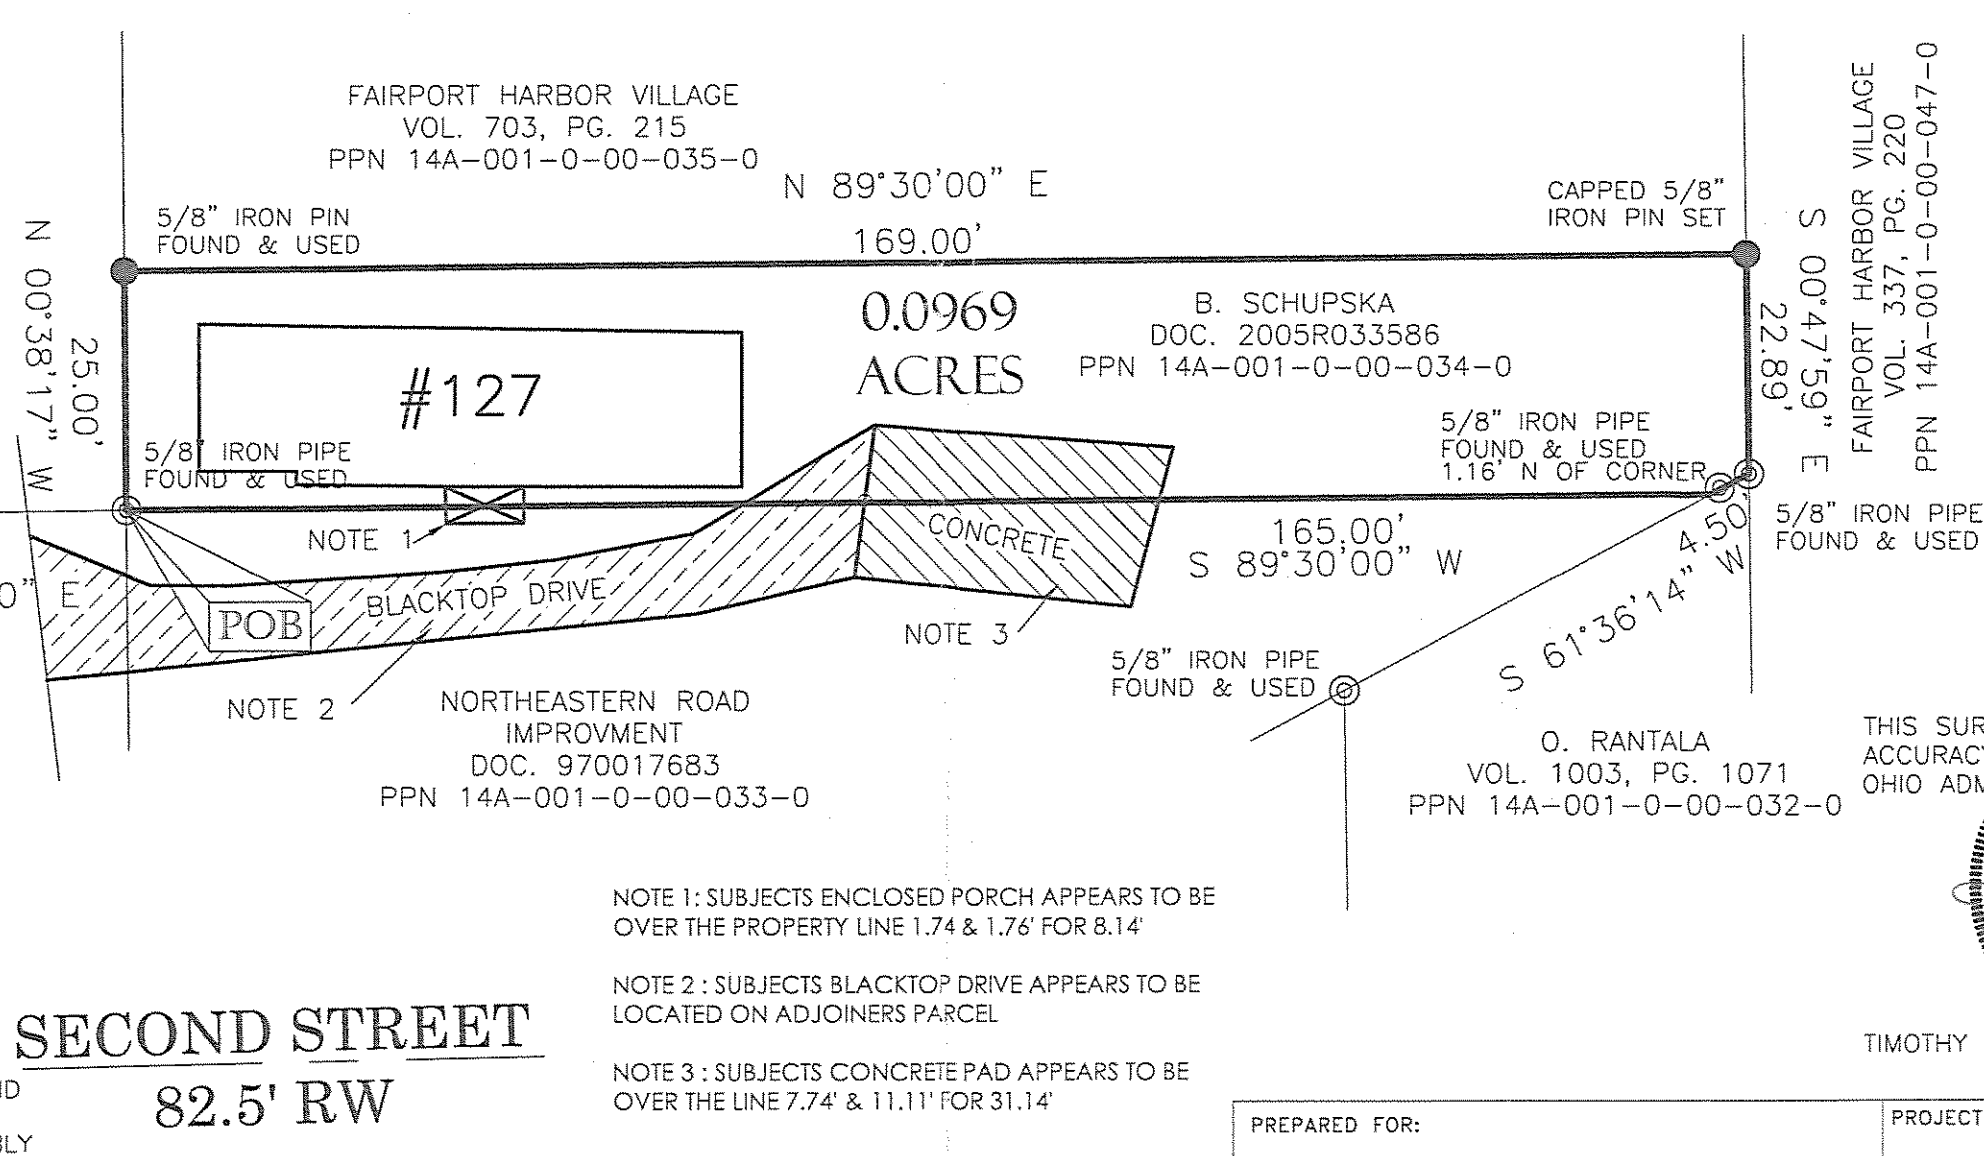 FAIRPORT HARBOR VILLAGE
VOL. 703, PG. 215
PPN 14A-001-0-00-035-0
N 89°30'00" E
169.00'
5/8" IRON PIN
FOUND & USED
CAPPED 5/8"
IRON PIN SET
FAIRPORT HARBOR VILLAGE
VOL. 337, PG. 220
PPN 14A-001-0-00-047-0
S 00°47'59" E
22.89'
N 00°38'17" W
25.00'
0.0969
ACRES
B. SCHUPSKA
DOC. 2005R033586
PPN 14A-001-0-00-034-0
#127
5/8" IRON PIPE
FOUND & USED
5/8" IRON PIPE
FOUND & USED
1.16' N OF CORNER
5/8" IRON PIPE
FOUND & USED
NOTE 1
CONCRETE
165.00'
S 89°30'00" W
4.50'
S 61°36'14" W
0" E
BLACKTOP DRIVE
POB
NOTE 3
5/8" IRON PIPE
FOUND & USED
NOTE 2
NORTHEASTERN ROAD
IMPROVMENT
DOC. 970017683
PPN 14A-001-0-00-033-0
O. RANTALA
VOL. 1003, PG. 1071
PPN 14A-001-0-00-032-0
THIS SUR
ACCURACY
OHIO ADM
NOTE 1: SUBJECTS ENCLOSED PORCH APPEARS TO BE
OVER THE PROPERTY LINE 1.74 & 1.76' FOR 8.14'
NOTE 2 : SUBJECTS BLACKTOP DRIVE APPEARS TO BE
LOCATED ON ADJOINERS PARCEL
NOTE 3 : SUBJECTS CONCRETE PAD APPEARS TO BE
OVER THE LINE 7.74' & 11.11' FOR 31.14'
SECOND STREET
82.5' RW
ND
BLY
TIMOTHY
PREPARED FOR:
PROJECT